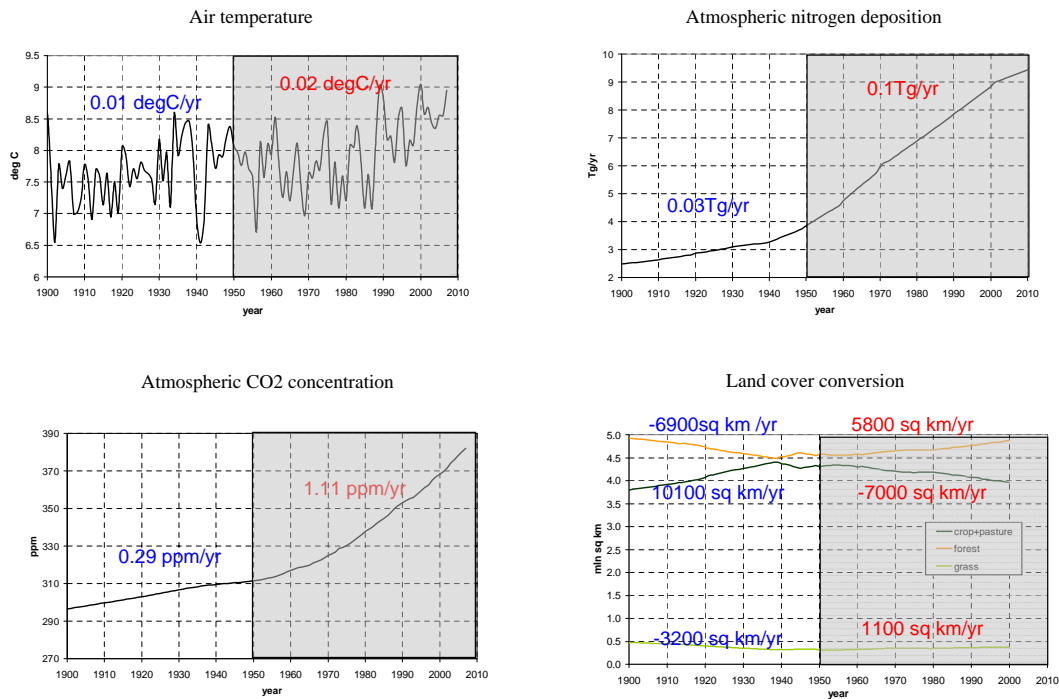 Air temperature
9.5
9
8.5
8
7.5
7
6.5
6
deg C
0.01 degC/yr
0.02 degC/yr
1900 1910 1920 1930 1940 1950 1960 1970 1980 1990 2000 2010
year
Atmospheric nitrogen deposition
10
9
8
7
6
5
4
3
2
Tg/yr
0.1Tg/yr
0.03Tg/yr
1900 1910 1920 1930 1940 1950 1960 1970 1980 1990 2000 2010
year
Atmospheric CO2 concentration
390
370
350
330
310
290
270
ppm
1.11 ppm/yr
0.29 ppm/yr
1900 1910 1920 1930 1940 1950 1960 1970 1980 1990 2000 2010
year
Land cover conversion
5.0
4.5
4.0
5.0
3.5
3.0
2.5
2.0
1.5
1.0
0.5
0.0
mln sq km
-6900sq km /yr
5800 sq km/yr
10100 sq km/yr
-7000 sq km/yr
crop+pasture
forest
grass
-3200 sq km/yr
1100 sq km/yr
1900 1910 1920 1930 1940 1950 1960 1970 1980 1990 2000 2010
year